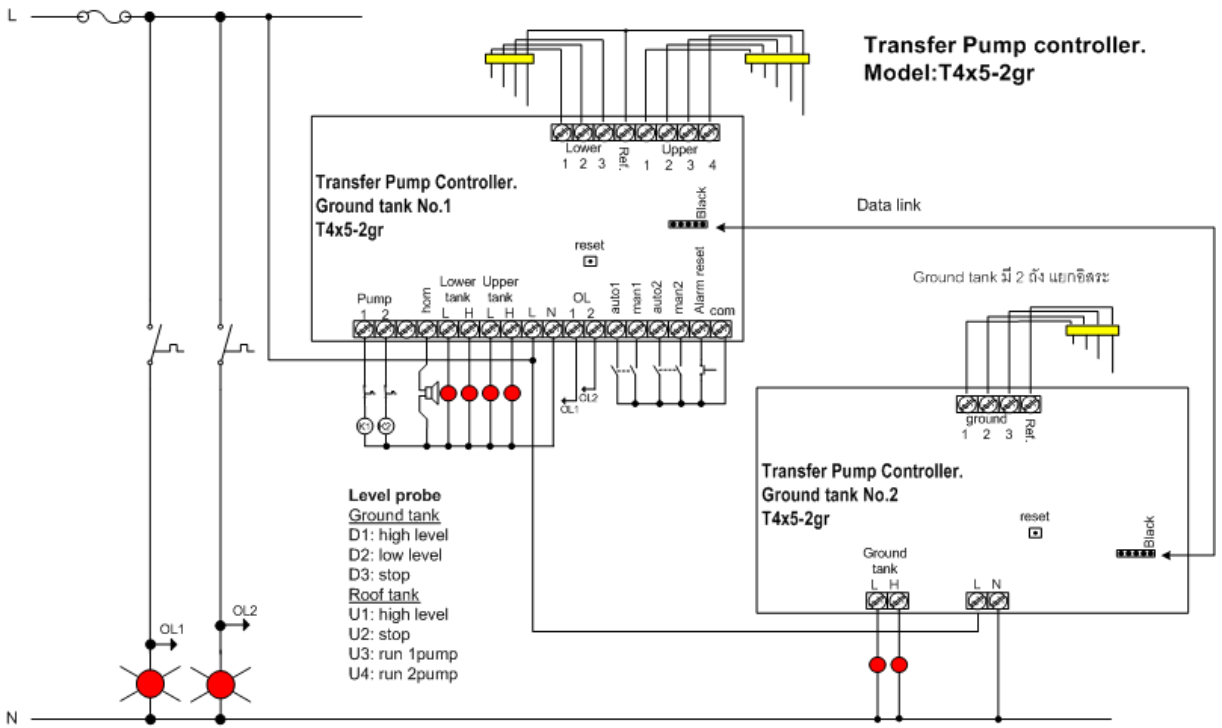 L
Transfer Pump controller.
Model:T4x5-2gr
Lower Upper
1 2 3 Ref. 1 2 3 4
Transfer Pump Controller.
Ground tank No.1
T4x5-2gr
Black
Data link
reset
Ground tank มี 2 ถัง แยกอิสระ
Pump
1 2
horn
Lower tank
L H
Upper tank
L H
L N
OL
1 2
auto1
man1
auto2
man2
Alarm reset
com
K1 K2
OL1
OL2
ground
1 2 3 Ref.
Transfer Pump Controller.
Ground tank No.2
T4x5-2gr
reset
Black
Ground
tank
L H
L N
Level probe
Ground tank
D1: high level
D2: low level
D3: stop
Roof tank
U1: high level
U2: stop
U3: run 1pump
U4: run 2pump
OL1
OL2
N